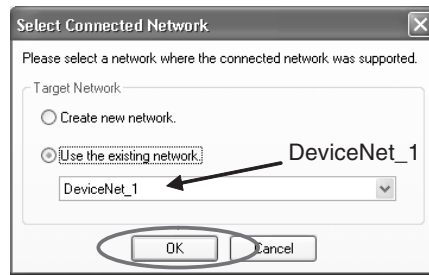 Select Connected Network
Please select a network where the connected network was supported.
Target Network
Create new network.
Use the existing network.
DeviceNet_1
DeviceNet_1
OK
Cancel